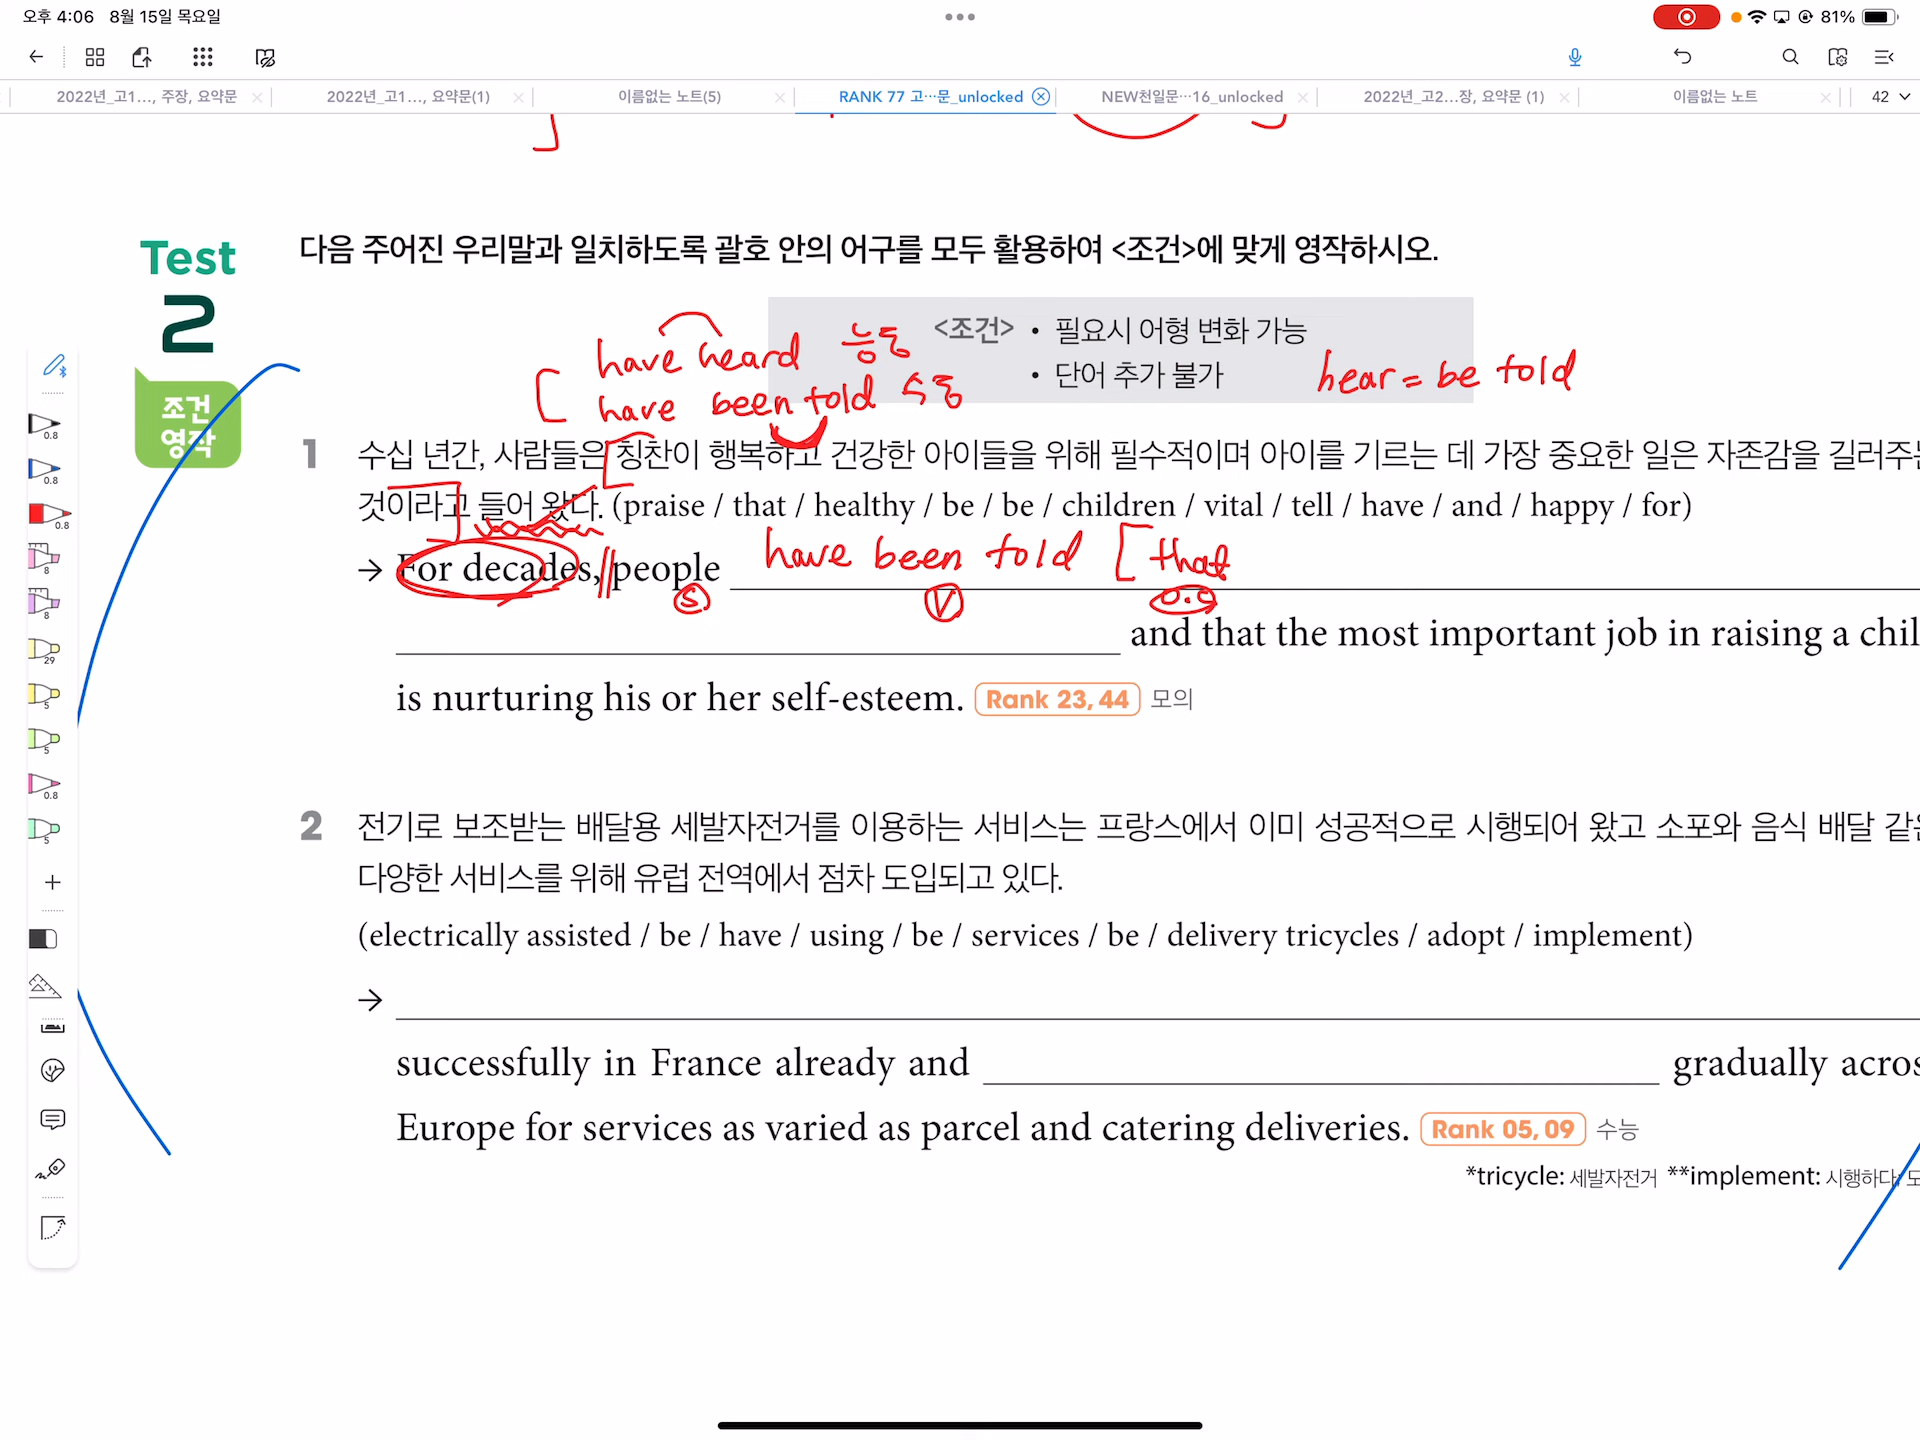 오후 4:06 8월 15일 목요일
81%
2022년_고1..., 주장, 요약문
2022년_고1..., 요약문(1)
이름없는 노트(5)
RANK 77 고…문_unlocked
NEW천일문…16_unlocked
2022년_고2...장, 요약문 (1)
이름없는 노트
42
Test
2
조건
영작
다음 주어진 우리말과 일치하도록 괄호 안의 어구를 모두 활용하여 <조건>에 맞게 영작하시오.
<조건> • 필요시 어형 변화 가능
• 단어 추가 불가
have heard 능동
have been told 수동
hear = be told
1 수십 년간, 사람들은 칭찬이 행복하고 건강한 아이들을 위해 필수적이며 아이를 기르는 데 가장 중요한 일은 자존감을 길러주는
것이라고 들어 왔다. (praise / that / healthy / be / be / children / vital / tell / have / and / happy / for)
→ For decades, people have been told [ that
S V D.O
and that the most important job in raising a chil
is nurturing his or her self-esteem. Rank 23, 44 모의
2 전기로 보조받는 배달용 세발자전거를 이용하는 서비스는 프랑스에서 이미 성공적으로 시행되어 왔고 소포와 음식 배달 같은
다양한 서비스를 위해 유럽 전역에서 점차 도입되고 있다.
(electrically assisted / be / have / using / be / services / be / delivery tricycles / adopt / implement)
→
successfully in France already and gradually acros
Europe for services as varied as parcel and catering deliveries. Rank 05, 09 수능
*tricycle: 세발자전거 **implement: 시행하다;
0.8
0.8
0.8
8
8
29
5
5
0.8
5